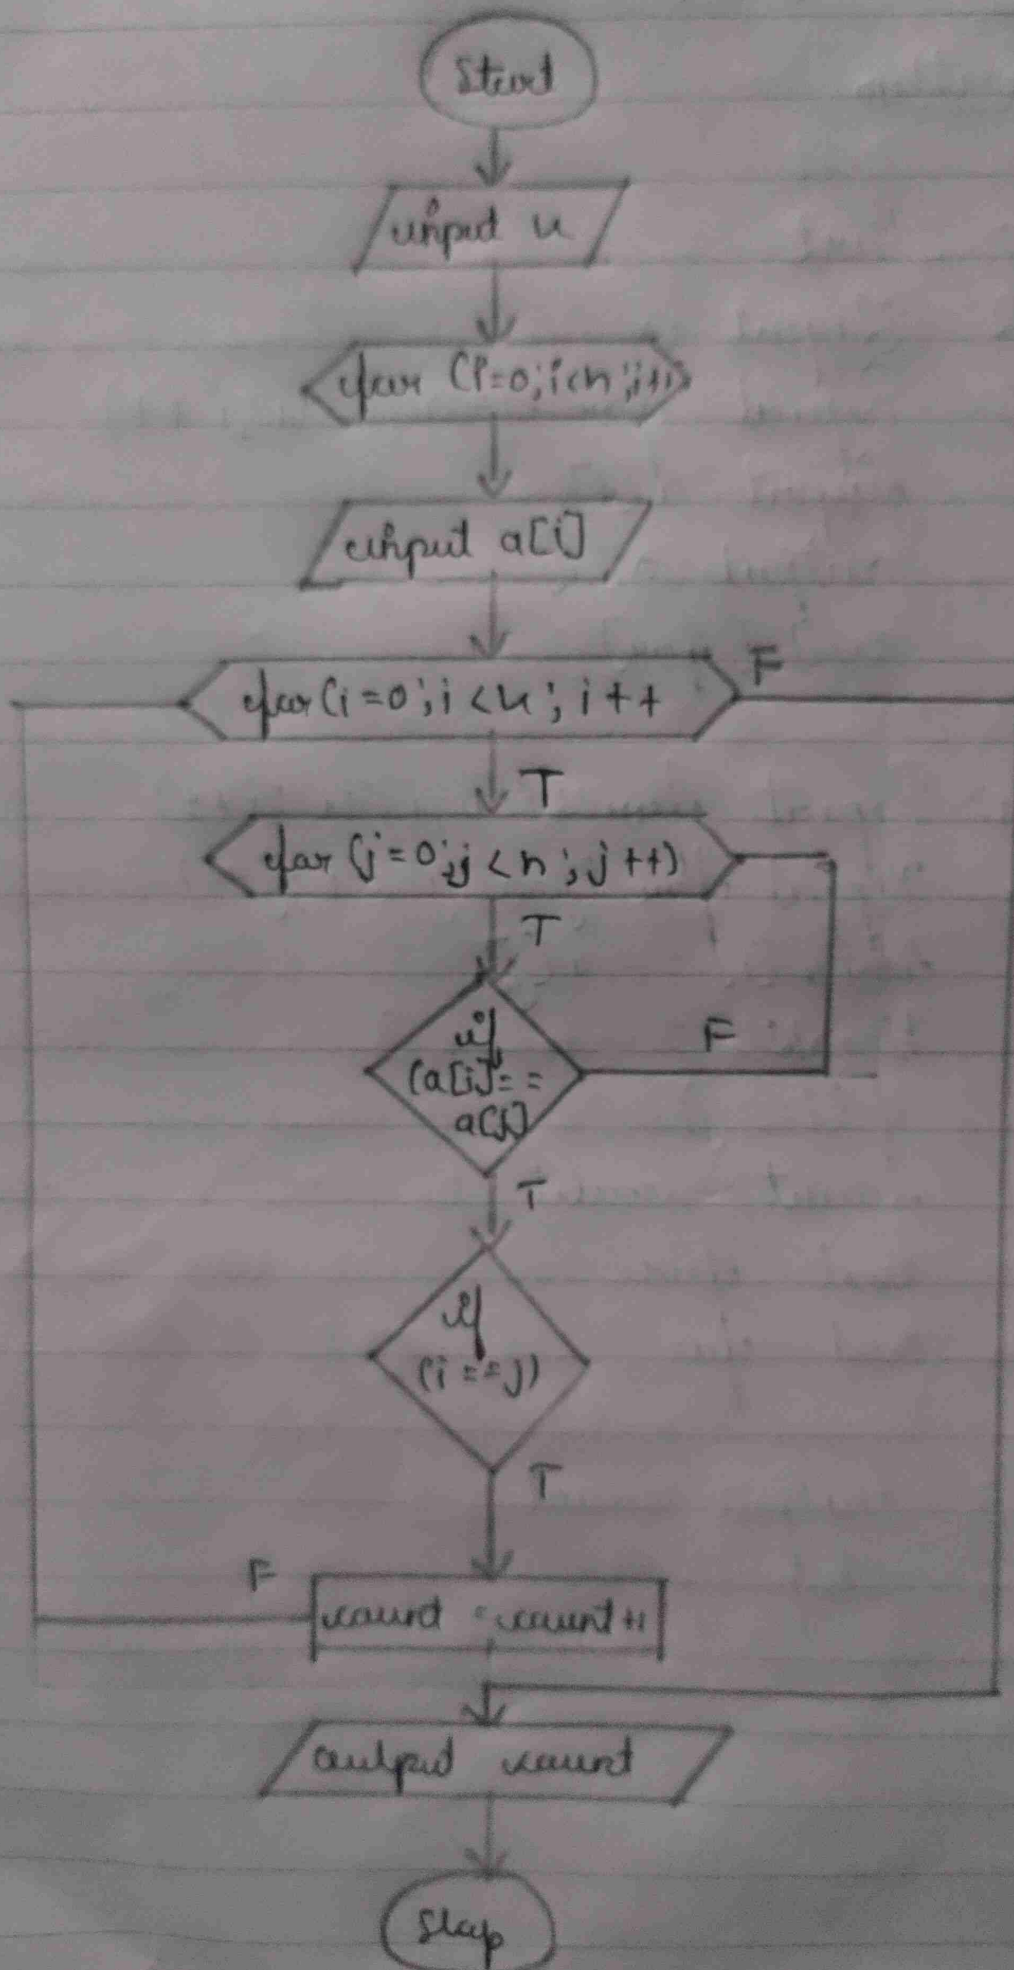 Start
input n
for (i=0; i<n; i++)
input a[i]
for (i=0; i<n; i++
F
T
for (j=0; j<n; j++)
T
if
(a[i]==
a[j]
F
T
if
(i==j)
T
F
count = count+1
output count
Stop